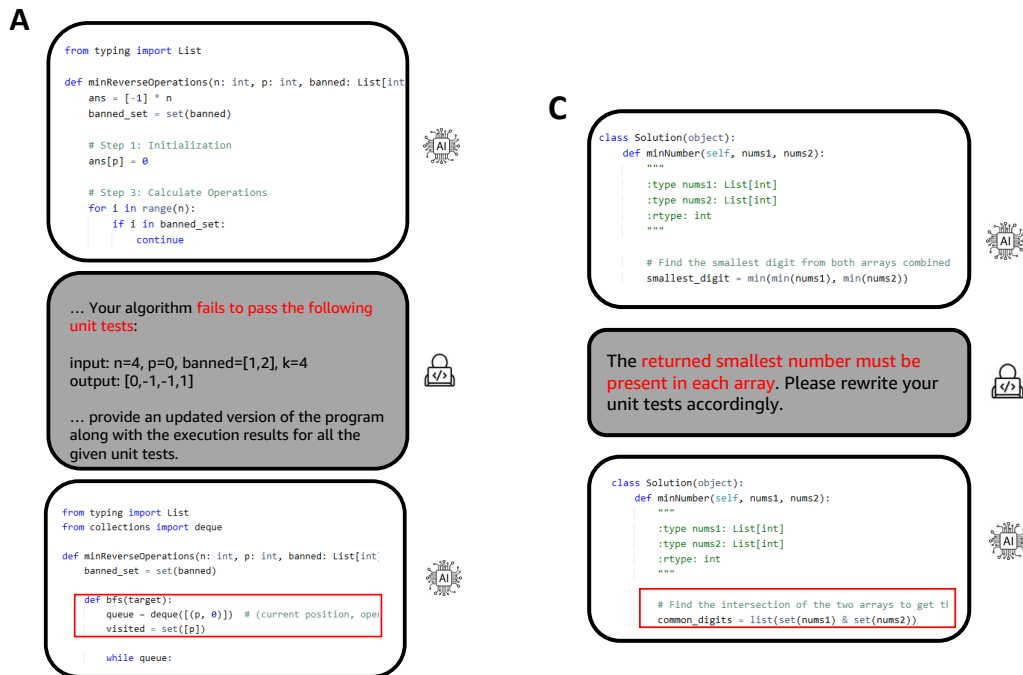 A
from typing import List
def minReverseOperations(n: int, p: int, banned: List[int
ans = [-1] * n
banned_set = set(banned)
# Step 1: Initialization
ans[p] = 0
# Step 3: Calculate Operations
for i in range(n):
if i in banned_set:
continue
AI
... Your algorithm fails to pass the following
unit tests:
input: n=4, p=0, banned=[1,2], k=4
output: [0,-1,-1,1]
... provide an updated version of the program
along with the execution results for all the
given unit tests.
</>
from typing import List
from collections import deque
def minReverseOperations(n: int, p: int, banned: List[int]
banned_set = set(banned)
def bfs(target):
queue = deque([(p, 0)]) # (current position, oper
visited = set([p])
while queue:
AI
C
class Solution(object):
def minNumber(self, nums1, nums2):
"""
:type nums1: List[int]
:type nums2: List[int]
:rtype: int
"""
# Find the smallest digit from both arrays combined
smallest_digit = min(min(nums1), min(nums2))
AI
The returned smallest number must be
present in each array. Please rewrite your
unit tests accordingly.
</>
class Solution(object):
def minNumber(self, nums1, nums2):
"""
:type nums1: List[int]
:type nums2: List[int]
:rtype: int
"""
# Find the intersection of the two arrays to get th
common_digits = list(set(nums1) & set(nums2))
AI